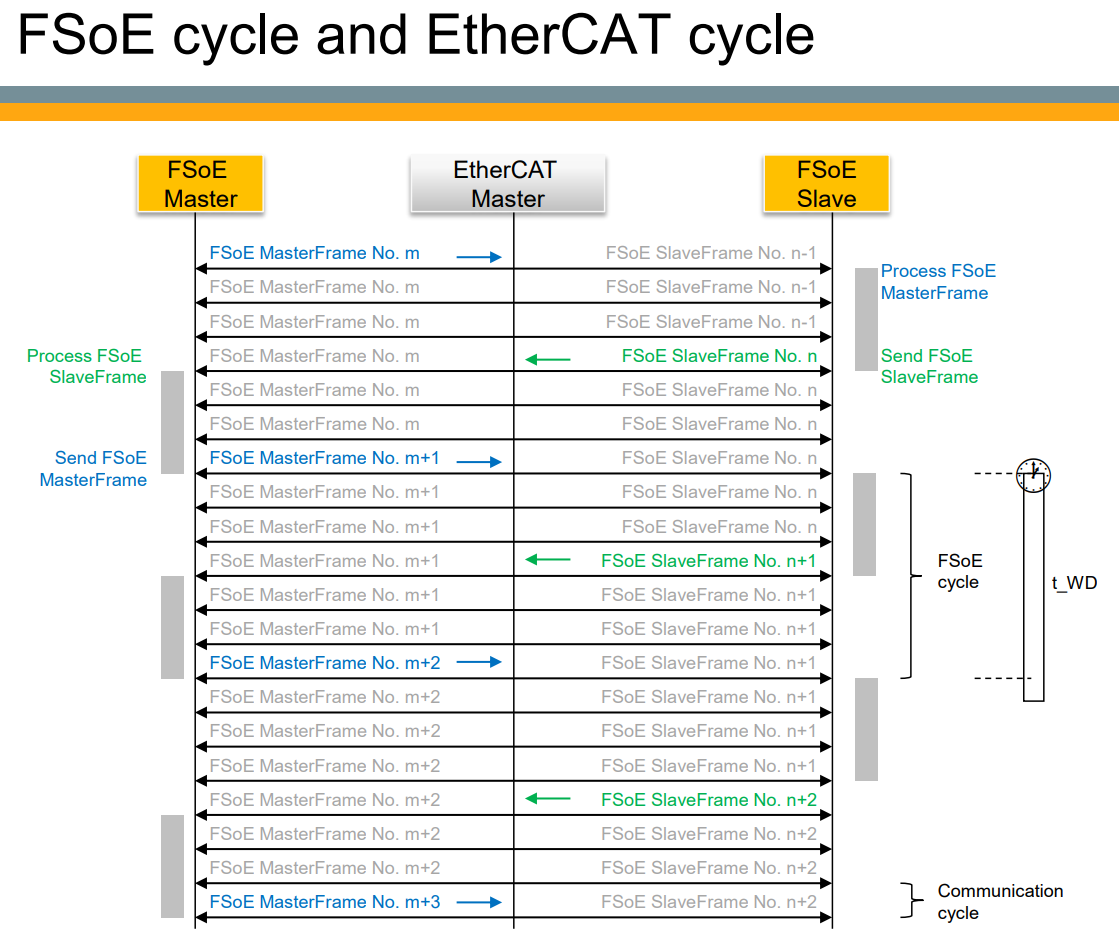 FSoE cycle and EtherCAT cycle
FSoE
Master
EtherCAT
Master
FSoE
Slave
FSoE MasterFrame No. m
FSoE SlaveFrame No. n-1
Process FSoE
MasterFrame
FSoE MasterFrame No. m
FSoE SlaveFrame No. n-1
FSoE MasterFrame No. m
FSoE SlaveFrame No. n-1
Process FSoE
SlaveFrame
FSoE MasterFrame No. m
FSoE SlaveFrame No. n
Send FSoE
SlaveFrame
FSoE MasterFrame No. m
FSoE SlaveFrame No. n
FSoE MasterFrame No. m
FSoE SlaveFrame No. n
Send FSoE
MasterFrame
FSoE MasterFrame No. m+1
FSoE SlaveFrame No. n
FSoE MasterFrame No. m+1
FSoE SlaveFrame No. n
FSoE MasterFrame No. m+1
FSoE SlaveFrame No. n
FSoE MasterFrame No. m+1
FSoE SlaveFrame No. n+1
FSoE
cycle
t_WD
FSoE MasterFrame No. m+1
FSoE SlaveFrame No. n+1
FSoE MasterFrame No. m+1
FSoE SlaveFrame No. n+1
FSoE MasterFrame No. m+2
FSoE SlaveFrame No. n+1
FSoE MasterFrame No. m+2
FSoE SlaveFrame No. n+1
FSoE MasterFrame No. m+2
FSoE SlaveFrame No. n+1
FSoE MasterFrame No. m+2
FSoE SlaveFrame No. n+1
FSoE MasterFrame No. m+2
FSoE SlaveFrame No. n+2
FSoE MasterFrame No. m+2
FSoE SlaveFrame No. n+2
FSoE MasterFrame No. m+2
FSoE SlaveFrame No. n+2
FSoE MasterFrame No. m+3
FSoE SlaveFrame No. n+2
Communication
cycle